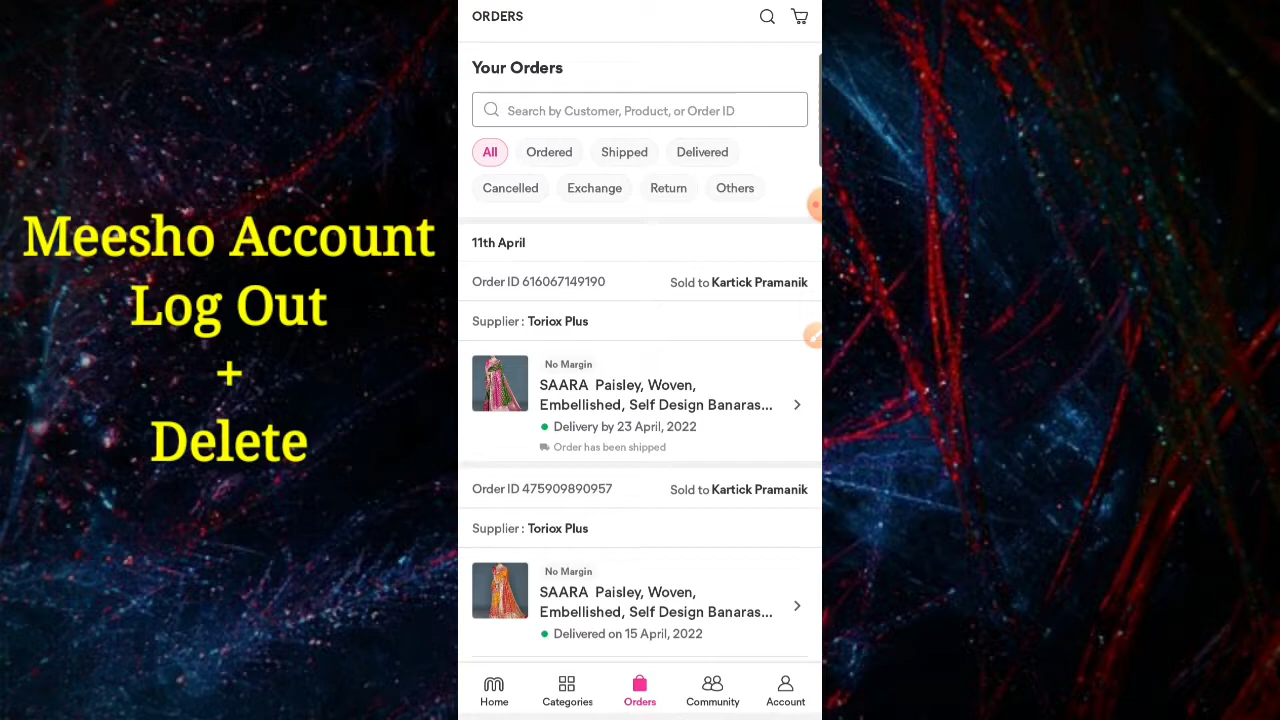 Meesho Account
Log Out
+
Delete
ORDERS
Your Orders
Search by Customer, Product, or Order ID
All Ordered Shipped Delivered
Cancelled Exchange Return Others
11th April
Order ID 616067149190 Sold to Kartick Pramanik
Supplier : Toriox Plus
No Margin
SAARA Paisley, Woven,
Embellished, Self Design Banaras...
Delivery by 23 April, 2022
Order has been shipped
Order ID 475909890957 Sold to Kartick Pramanik
Supplier : Toriox Plus
No Margin
SAARA Paisley, Woven,
Embellished, Self Design Banaras...
Delivered on 15 April, 2022
Home Categories Orders Community Account